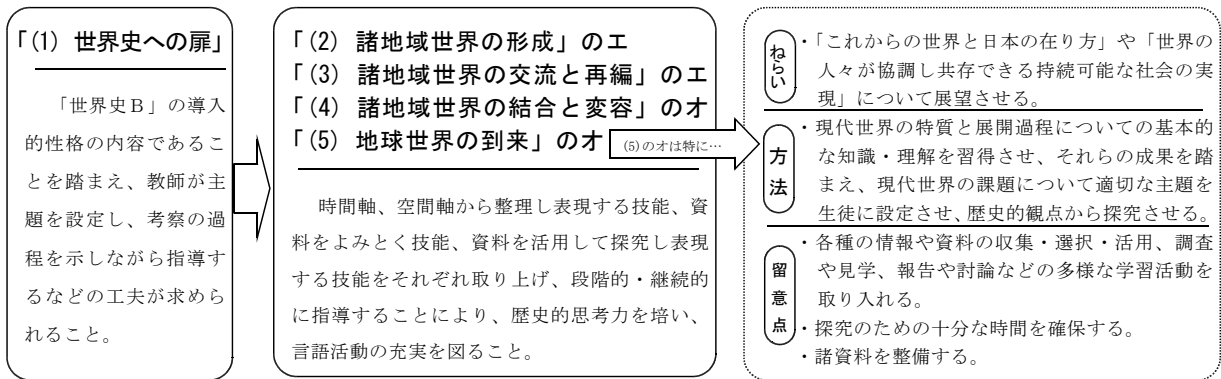 「(1) 世界史への扉」
「世界史B」の導入
的性格の内容であるこ
とを踏まえ、教師が主
題を設定し、考察の過
程を示しながら指導す
るなどの工夫が求めら
れること。
「(2) 諸地域世界の形成」のエ
「(3) 諸地域世界の交流と再編」のエ
「(4) 諸地域世界の結合と変容」のオ
「(5) 地球世界の到来」のオ
(5)のオは特に…
時間軸、空間軸から整理し表現する技能、資
料をよみとく技能、資料を活用して探究し表現
する技能をそれぞれ取り上げ、段階的・継続的
に指導することにより、歴史的思考力を培い、
言語活動の充実を図ること。
ねらい
・「これからの世界と日本の在り方」や「世界の
人々が協調し共存できる持続可能な社会の実
現」について展望させる。
方法
・現代世界の特質と展開過程についての基本的
な知識・理解を習得させ、それらの成果を踏
まえ、現代世界の課題について適切な主題を
生徒に設定させ、歴史的観点から探究させる。
留意点
・各種の情報や資料の収集・選択・活用、調査
や見学、報告や討論などの多様な学習活動を
取り入れる。
・探究のための十分な時間を確保する。
・諸資料を整備する。